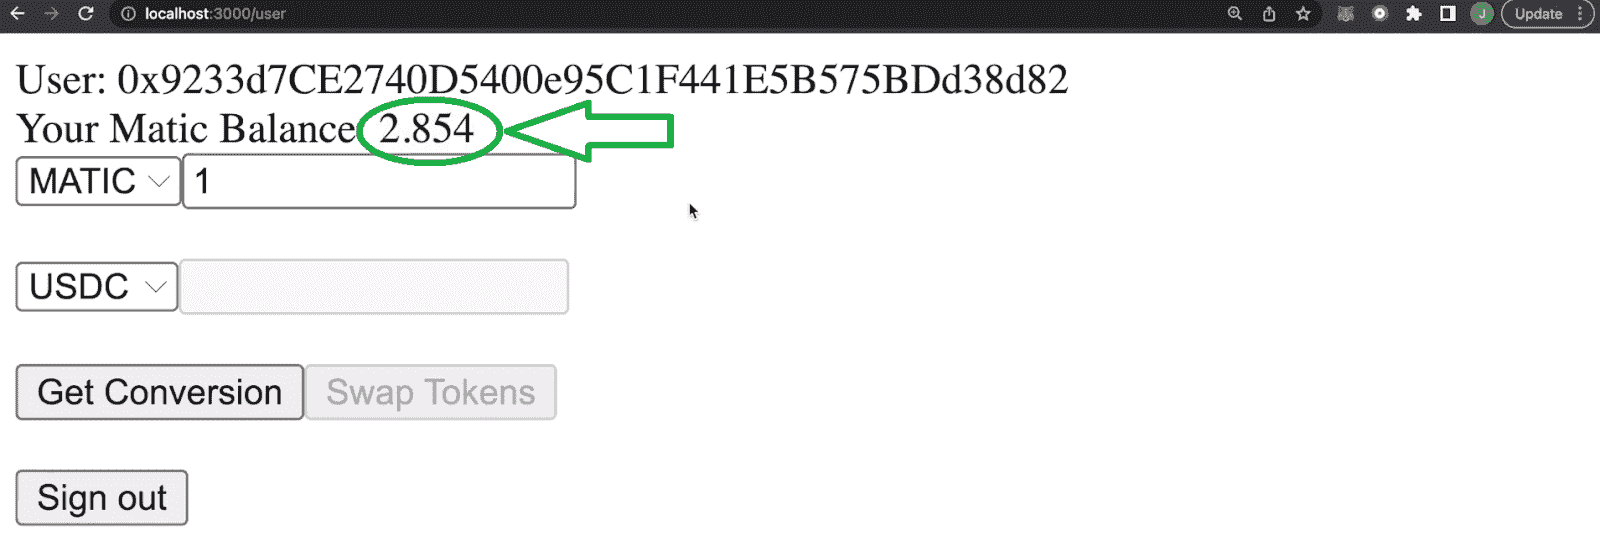 localhost:3000/user
J
Update
User: 0x9233d7CE2740D5400e95C1F441E5B575BDd38d82
Your Matic Balance 2.854
MATIC 1
USDC
Get Conversion Swap Tokens
Sign out